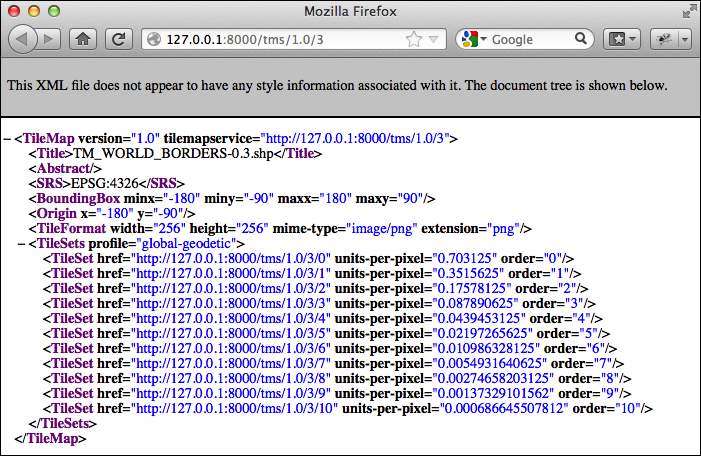 Mozilla Firefox
127.0.0.1:8000/tms/1.0/3
Google
This XML file does not appear to have any style information associated with it. The document tree is shown below.
−<TileMap version="1.0" tilemapservice="http://127.0.0.1:8000/tms/1.0/3">
<Title>TM_WORLD_BORDERS-0.3.shp</Title>
<Abstract/>
<SRS>EPSG:4326</SRS>
<BoundingBox minx="-180" miny="-90" maxx="180" maxy="90"/>
<Origin x="-180" y="-90"/>
<TileFormat width="256" height="256" mime-type="image/png" extension="png"/>
−<TileSets profile="global-geodetic">
<TileSet href="http://127.0.0.1:8000/tms/1.0/3/0" units-per-pixel="0.703125" order="0"/>
<TileSet href="http://127.0.0.1:8000/tms/1.0/3/1" units-per-pixel="0.3515625" order="1"/>
<TileSet href="http://127.0.0.1:8000/tms/1.0/3/2" units-per-pixel="0.17578125" order="2"/>
<TileSet href="http://127.0.0.1:8000/tms/1.0/3/3" units-per-pixel="0.087890625" order="3"/>
<TileSet href="http://127.0.0.1:8000/tms/1.0/3/4" units-per-pixel="0.0439453125" order="4"/>
<TileSet href="http://127.0.0.1:8000/tms/1.0/3/5" units-per-pixel="0.02197265625" order="5"/>
<TileSet href="http://127.0.0.1:8000/tms/1.0/3/6" units-per-pixel="0.010986328125" order="6"/>
<TileSet href="http://127.0.0.1:8000/tms/1.0/3/7" units-per-pixel="0.0054931640625" order="7"/>
<TileSet href="http://127.0.0.1:8000/tms/1.0/3/8" units-per-pixel="0.00274658203125" order="8"/>
<TileSet href="http://127.0.0.1:8000/tms/1.0/3/9" units-per-pixel="0.00137329101562" order="9"/>
<TileSet href="http://127.0.0.1:8000/tms/1.0/3/10" units-per-pixel="0.000686645507812" order="10"/>
</TileSets>
</TileMap>